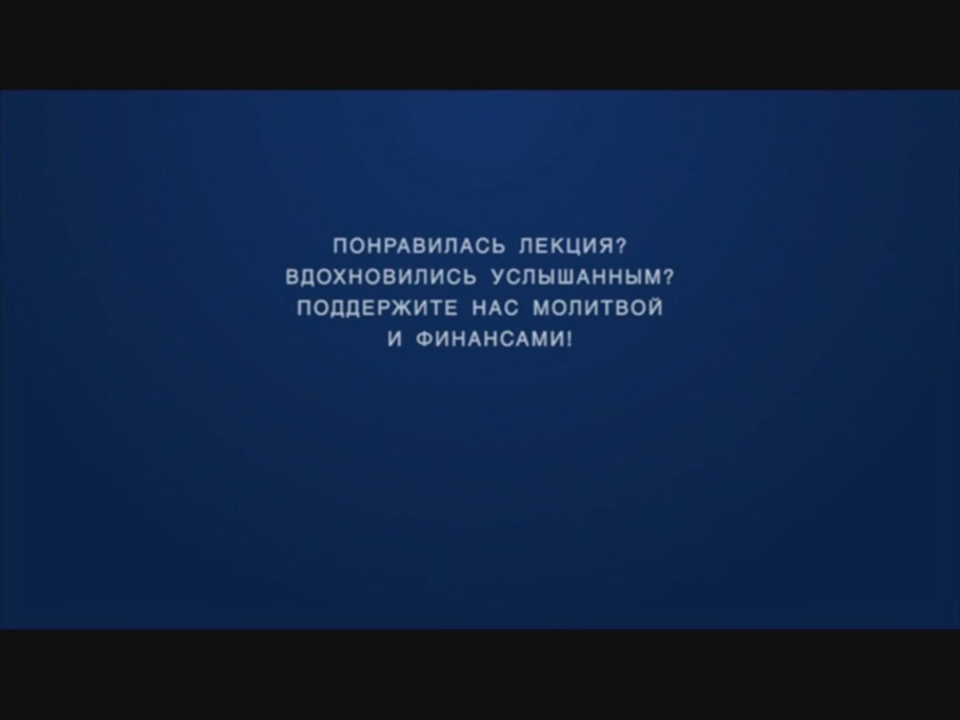 ПОНРАВИЛАСЬ ЛЕКЦИЯ?
ВДОХНОВИЛИСЬ УСЛЫШАННЫМ?
ПОДДЕРЖИТЕ НАС МОЛИТВОЙ
И ФИНАНСАМИ!